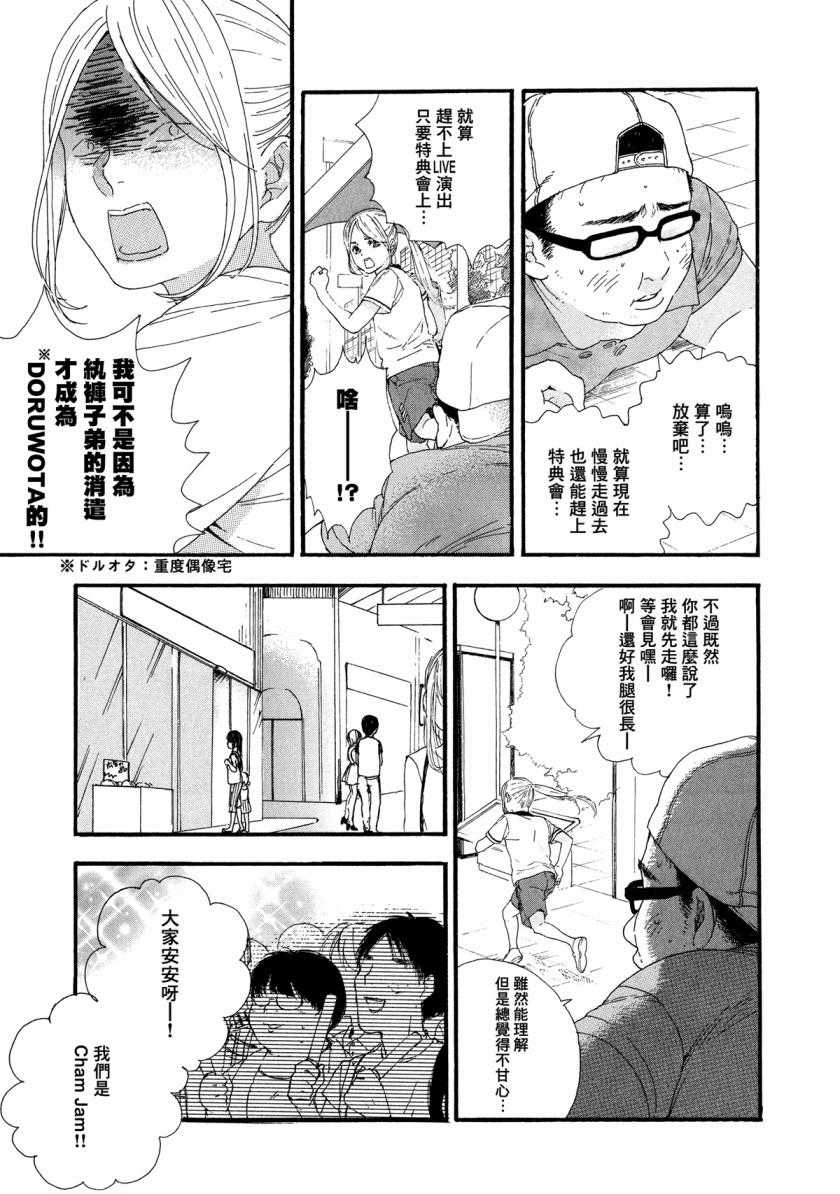 嗚嗚…
算了…
放棄吧…
就算現在
慢慢走過去
也還能趕上
特典會…
就算
趕不上LIVE演出
只要特典會上…
啥——!?
我可不是因為
紈褲子弟的消遣
才成為
※DORUWOTA的!!
※ドルオタ：重度偶像宅
不過既然
你都這麼說了
我就先走囉！
等會見嘿—
啊—還好我腿很長—
雖然能理解
但是總覺得不甘心…
大家安安呀—！
我們是
Cham Jam!!